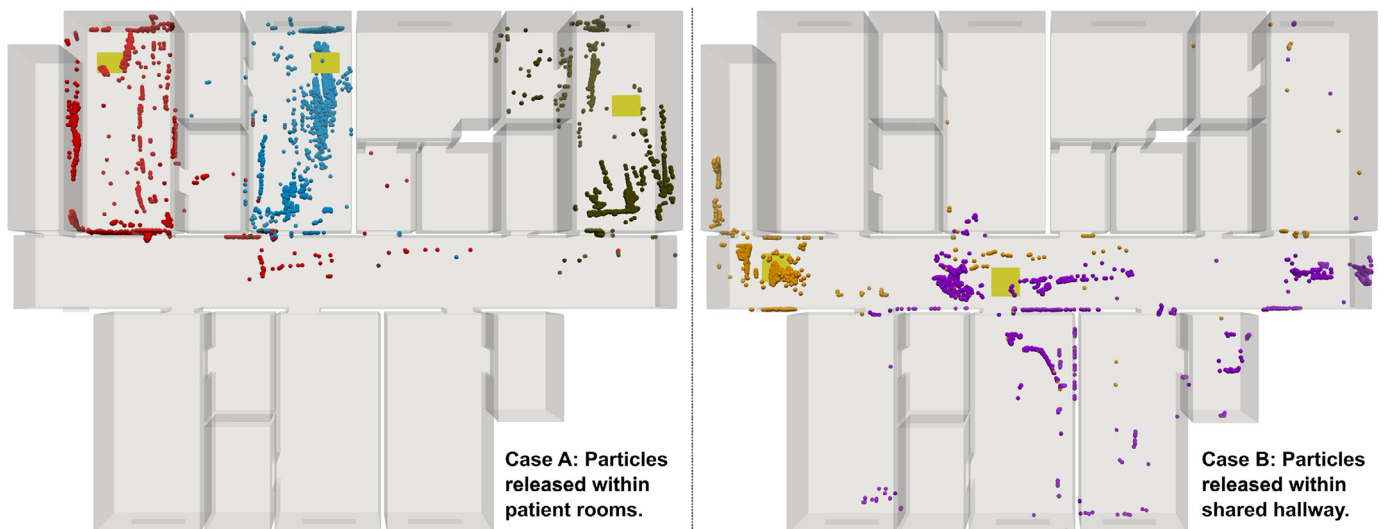 Case A: Particles
released within
patient rooms.
Case B: Particles
released within
shared hallway.